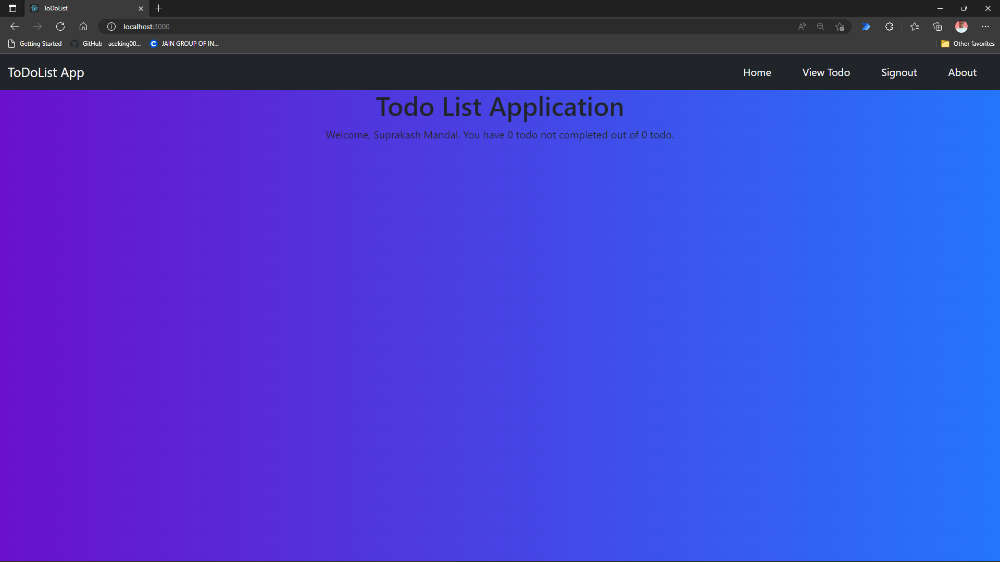 ToDoList
localhost:3000
Getting Started
GitHub - aceking00...
JAIN GROUP OF IN...
Other favorites
ToDoList App
Home
View Todo
Signout
About
Todo List Application
Welcome, Suprakash Mandal. You have 0 todo not completed out of 0 todo.